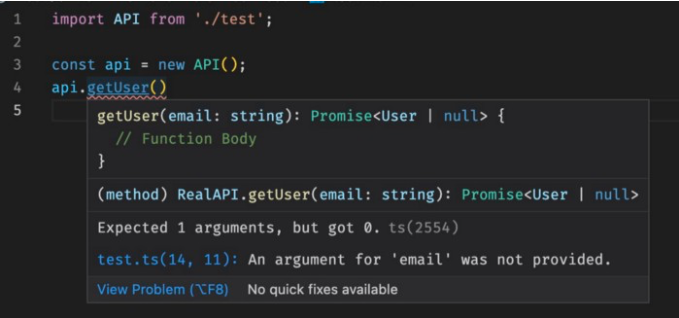 1 import API from './test';
2
3 const api = new API();
4 api.getUser()
5
getUser(email: string): Promise<User | null> {
// Function Body
}
(method) RealAPI.getUser(email: string): Promise<User | null>
Expected 1 arguments, but got 0. ts(2554)
test.ts(14, 11): An argument for 'email' was not provided.
View Problem (⌥F8) No quick fixes available